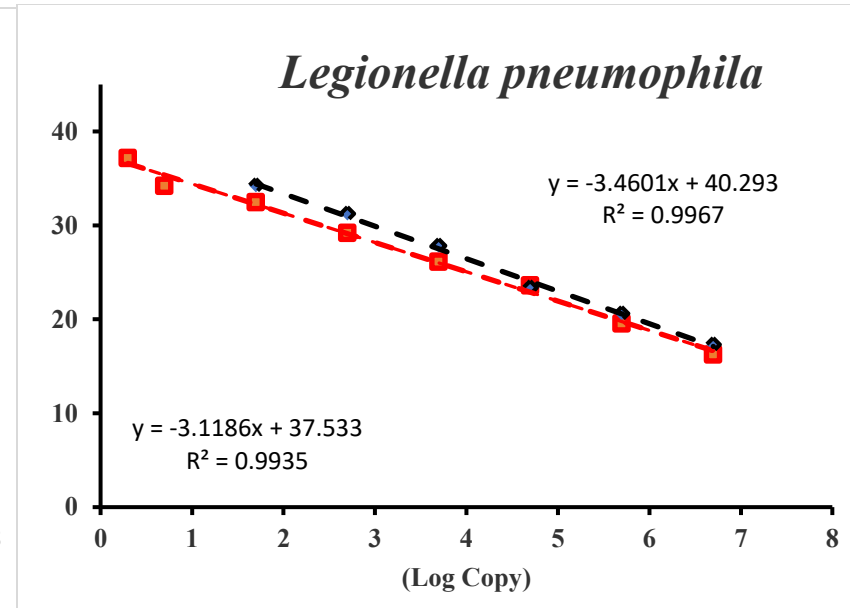 Legionella pneumophila
40
30
20
10
0
y = -3.4601x + 40.293
R² = 0.9967
y = -3.1186x + 37.533
R² = 0.9935
0 1 2 3 4 5 6 7 8
(Log Copy)